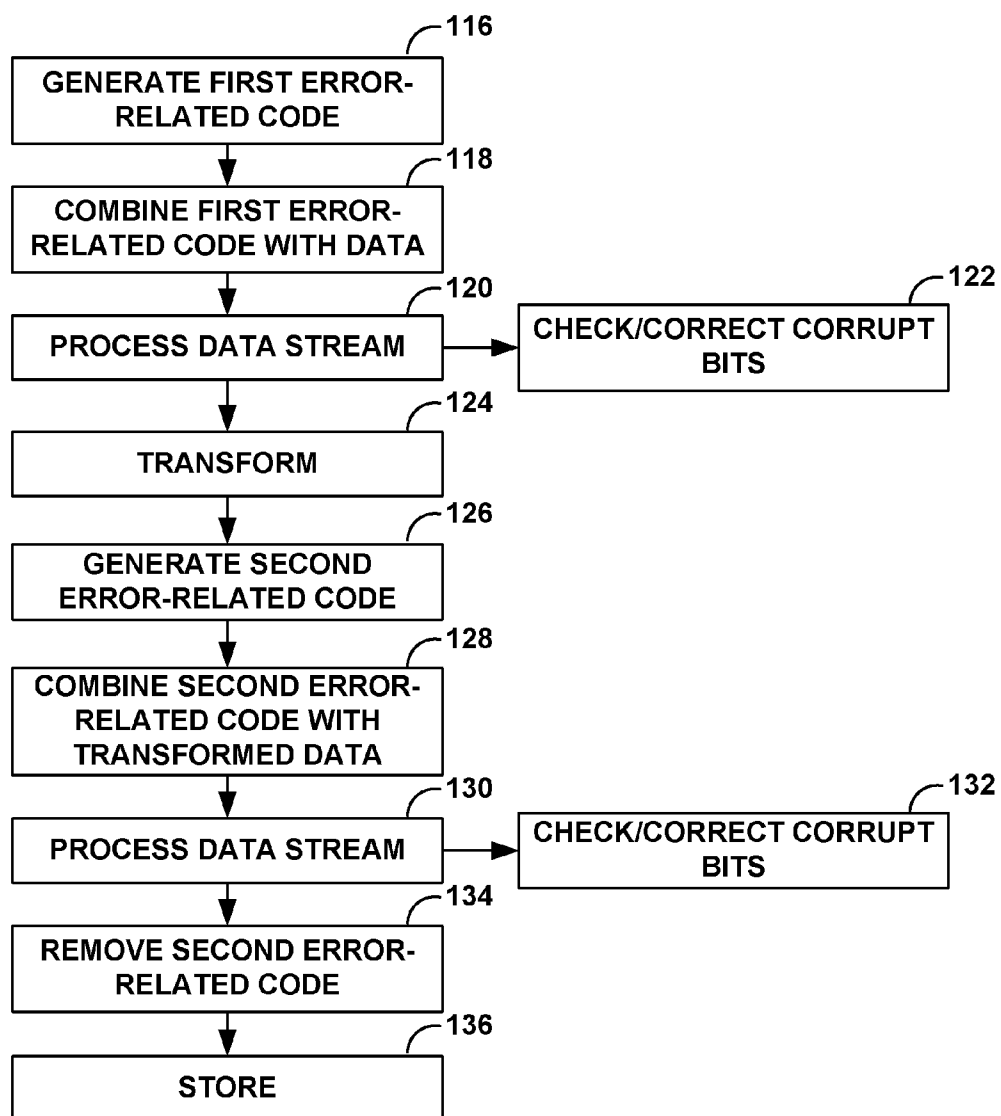 116
GENERATE FIRST ERROR-
RELATED CODE
118
COMBINE FIRST ERROR-
RELATED CODE WITH DATA
120
PROCESS DATA STREAM
122
CHECK/CORRECT CORRUPT
BITS
124
TRANSFORM
126
GENERATE SECOND
ERROR-RELATED CODE
128
COMBINE SECOND ERROR-
RELATED CODE WITH
TRANSFORMED DATA
130
PROCESS DATA STREAM
132
CHECK/CORRECT CORRUPT
BITS
134
REMOVE SECOND ERROR-
RELATED CODE
136
STORE